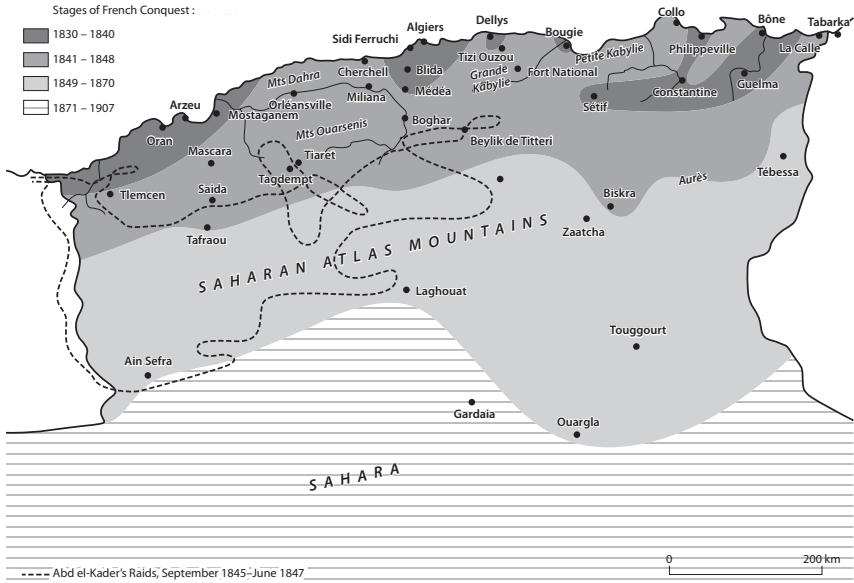 Stages of French Conquest :
1830 – 1840
1841 – 1848
1849 – 1870
1871 – 1907
Collo
Dellys
Bône
Tabarka
Algiers
Bougie
Sidi Ferruchi
Philippeville
La Calle
Tizi Ouzou
Petite Kabylie
Mts Dahra
Cherchell
Blida
Grande
Kabylie
Fort National
Guelma
Miliana
Médéa
Constantine
Arzeu
Orléansville
Sétif
Mostaganem
Boghar
Mts Ouarsenis
Oran
Beylik de Titteri
Mascara
Tiaret
Tagdempt
Tébessa
Aurès
Tlemcen
Saida
Biskra
Zaatcha
Tafraou
SAHARAN ATLAS MOUNTAINS
Laghouat
Touggourt
Ain Sefra
Gardaia
Ouargla
SAHARA
0
200 km
Abd el-Kader's Raids, September 1845–June 1847